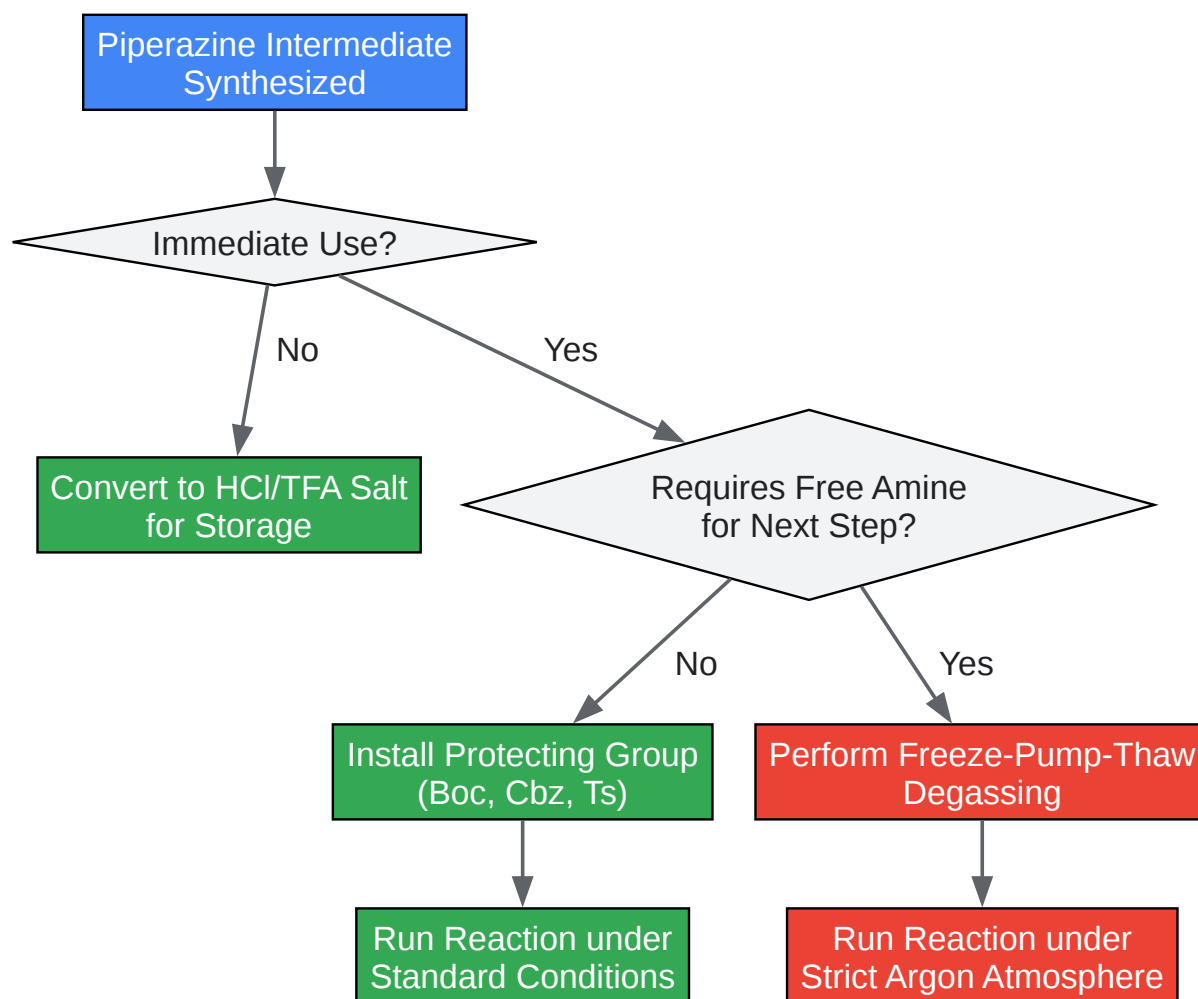 Piperazine Intermediate
Synthesized
Immediate Use?
No
Yes
Convert to HCl/TFA Salt
for Storage
Requires Free Amine
for Next Step?
No
Yes
Install Protecting Group
(Boc, Cbz, Ts)
Perform Freeze-Pump-Thaw
Degassing
Run Reaction under
Standard Conditions
Run Reaction under
Strict Argon Atmosphere